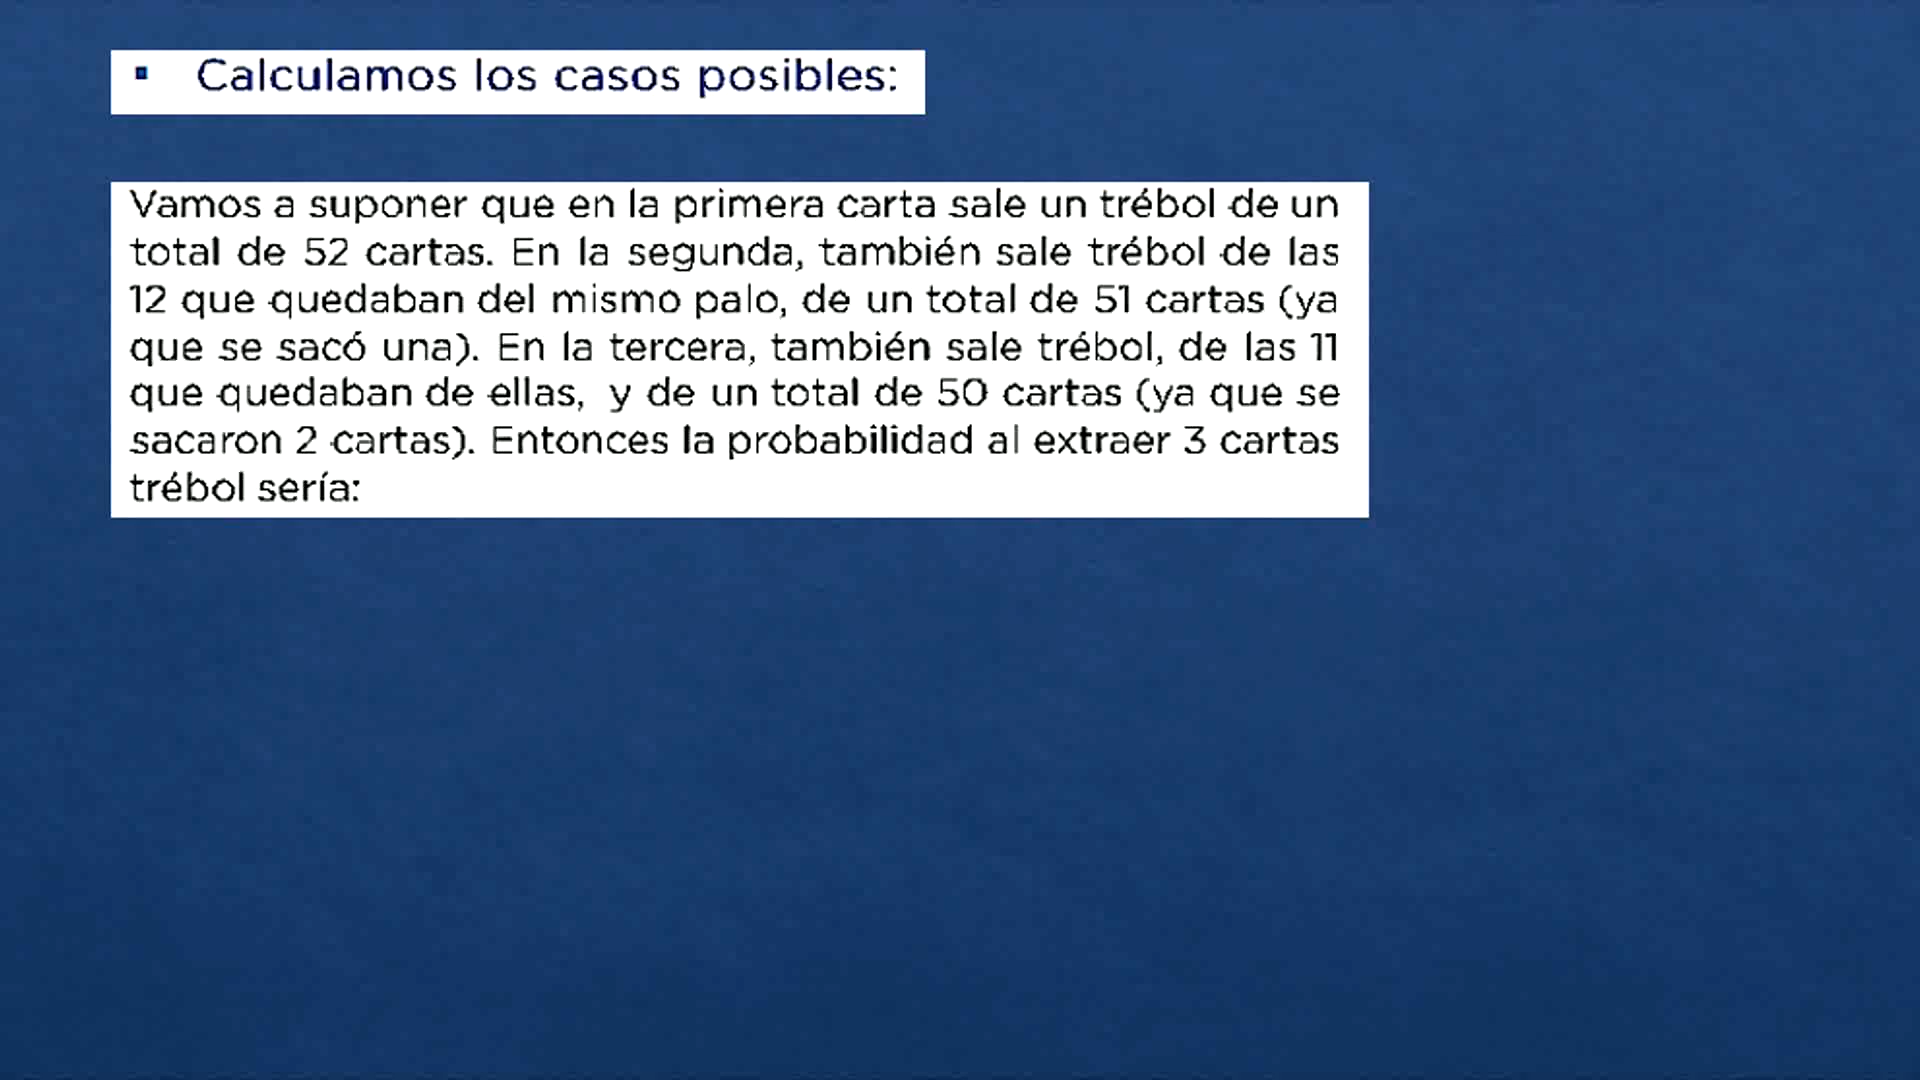 ▪ Calculamos los casos posibles:
Vamos a suponer que en la primera carta sale un trébol de un
total de 52 cartas. En la segunda, también sale trébol de las
12 que quedaban del mismo palo, de un total de 51 cartas (ya
que se sacó una). En la tercera, también sale trébol, de las 11
que quedaban de ellas, y de un total de 50 cartas (ya que se
sacaron 2 cartas). Entonces la probabilidad al extraer 3 cartas
trébol sería: